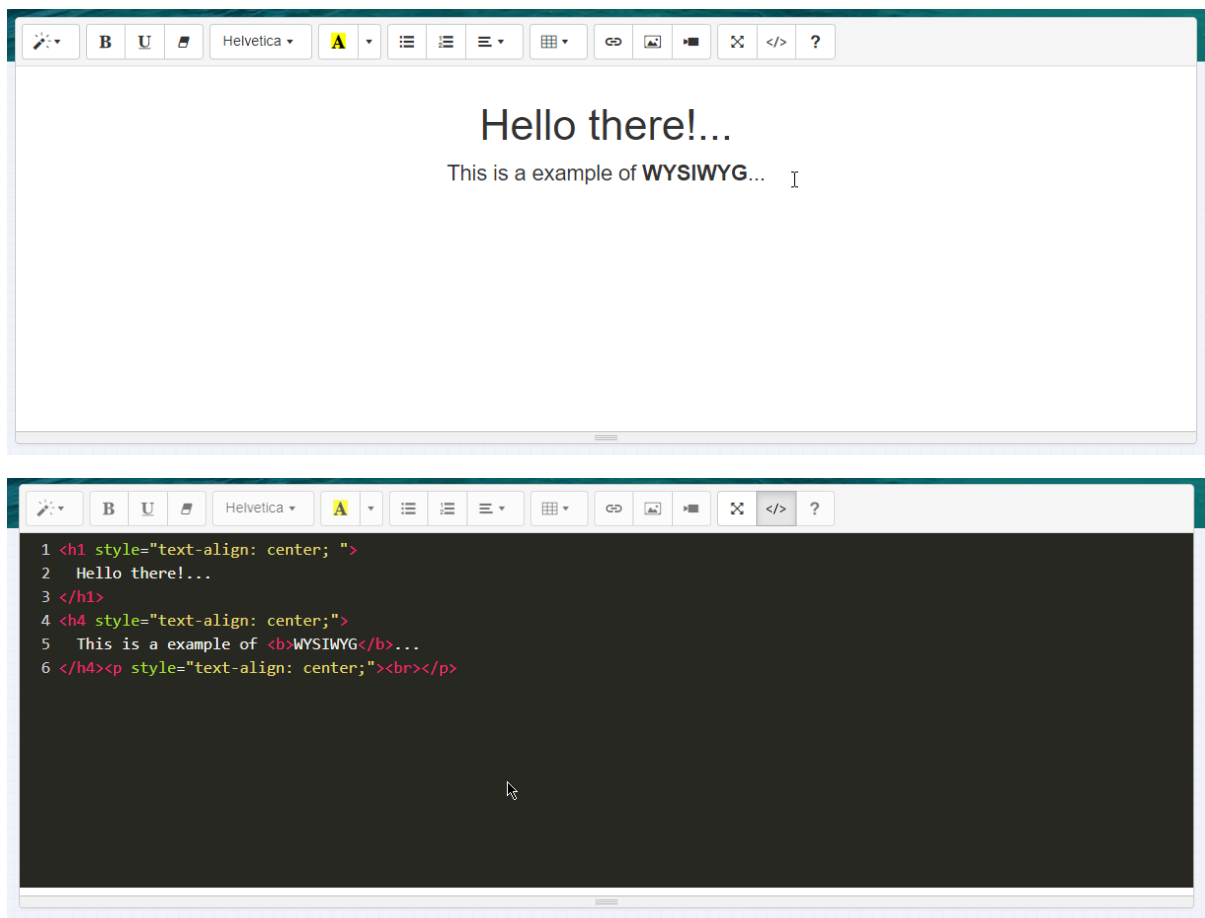 B U Helvetica A </> ?
Hello there!...
This is a example of WYSIWYG...
B U Helvetica A </> ?
1 <h1 style="text-align: center; ">
2   Hello there!...
3 </h1>
4 <h4 style="text-align: center;">
5   This is a example of <b>WYSIWYG</b>...
6 </h4><p style="text-align: center;"><br></p>